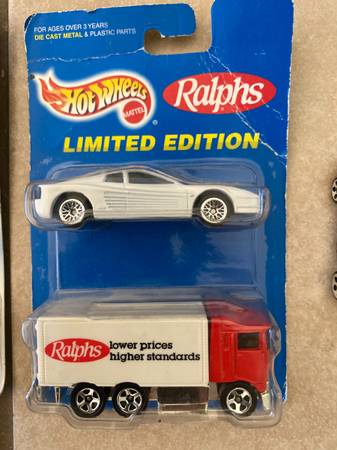 FOR AGES OVER 3 YEARS
DIE CAST METAL & PLASTIC PARTS
Hot Wheels
MATTEL
Ralphs
LIMITED EDITION
Ralphs
lower prices
higher standards